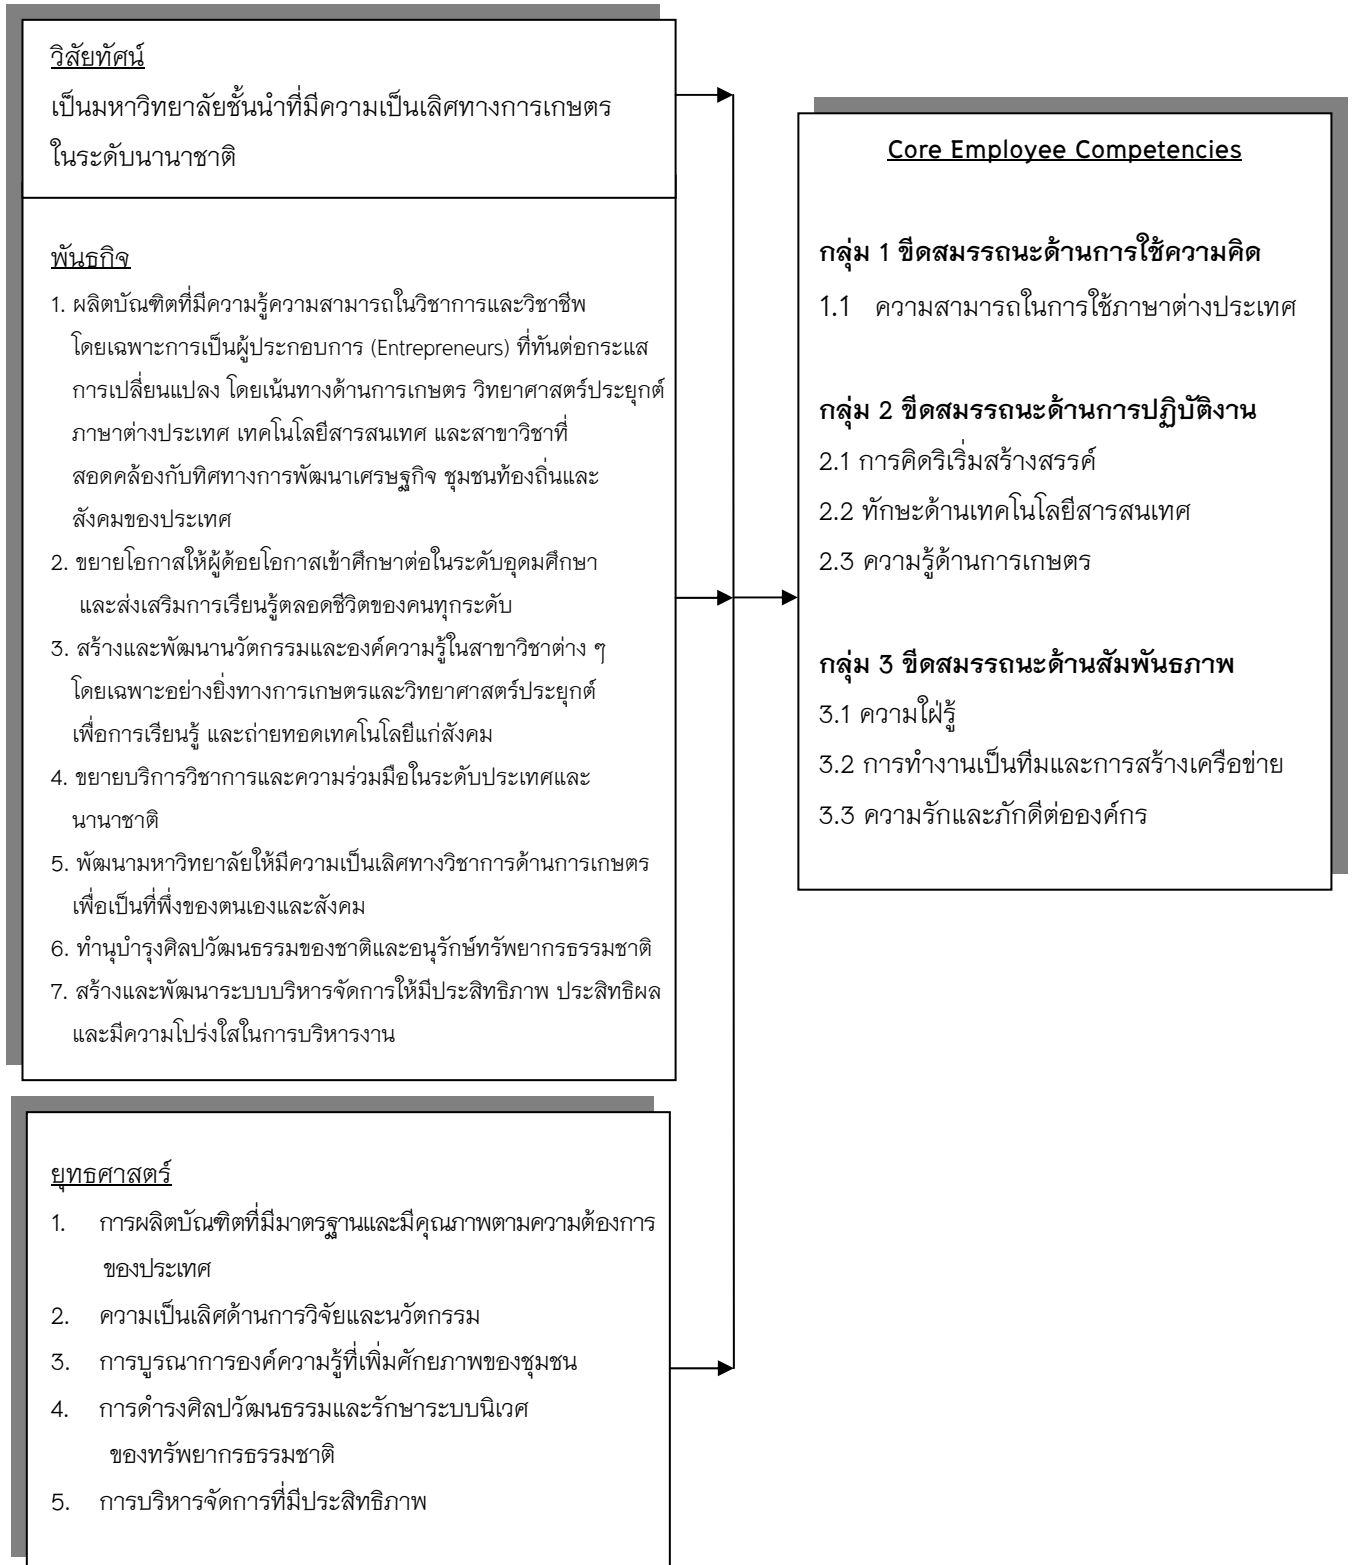 วิสัยทัศน์
เป็นมหาวิทยาลัยชั้นนำที่มีความเป็นเลิศทางการเกษตร
ในระดับนานาชาติ
พันธกิจ
1. ผลิตบัณฑิตที่มีความรู้ความสามารถในวิชาการและวิชาชีพ
โดยเฉพาะการเป็นผู้ประกอบการ (Entrepreneurs) ที่ทันต่อกระแส
การเปลี่ยนแปลง โดยเน้นทางด้านการเกษตร วิทยาศาสตร์ประยุกต์
ภาษาต่างประเทศ เทคโนโลยีสารสนเทศ และสาขาวิชาที่
สอดคล้องกับทิศทางการพัฒนาเศรษฐกิจ ชุมชนท้องถิ่นและ
สังคมของประเทศ
2. ขยายโอกาสให้ผู้ด้อยโอกาสเข้าศึกษาต่อในระดับอุดมศึกษา
และส่งเสริมการเรียนรู้ตลอดชีวิตของคนทุกระดับ
3. สร้างและพัฒนานวัตกรรมและองค์ความรู้ในสาขาวิชาต่าง ๆ
โดยเฉพาะอย่างยิ่งทางการเกษตรและวิทยาศาสตร์ประยุกต์
เพื่อการเรียนรู้ และถ่ายทอดเทคโนโลยีแก่สังคม
4. ขยายบริการวิชาการและความร่วมมือในระดับประเทศและ
นานาชาติ
5. พัฒนามหาวิทยาลัยให้มีความเป็นเลิศทางวิชาการด้านการเกษตร
เพื่อเป็นที่พึ่งของตนเองและสังคม
6. ทำนุบำรุงศิลปวัฒนธรรมของชาติและอนุรักษ์ทรัพยากรธรรมชาติ
7. สร้างและพัฒนาระบบบริหารจัดการให้มีประสิทธิภาพ ประสิทธิผล
และมีความโปร่งใสในการบริหารงาน
ยุทธศาสตร์
1. การผลิตบัณฑิตที่มีมาตรฐานและมีคุณภาพตามความต้องการ
ของประเทศ
2. ความเป็นเลิศด้านการวิจัยและนวัตกรรม
3. การบูรณาการองค์ความรู้ที่เพิ่มศักยภาพของชุมชน
4. การดำรงศิลปวัฒนธรรมและรักษาระบบนิเวศ
ของทรัพยากรธรรมชาติ
5. การบริหารจัดการที่มีประสิทธิภาพ
Core Employee Competencies
กลุ่ม 1 ขีดสมรรถนะด้านการใช้ความคิด
1.1 ความสามารถในการใช้ภาษาต่างประเทศ
กลุ่ม 2 ขีดสมรรถนะด้านการปฏิบัติงาน
2.1 การคิดริเริ่มสร้างสรรค์
2.2 ทักษะด้านเทคโนโลยีสารสนเทศ
2.3 ความรู้ด้านการเกษตร
กลุ่ม 3 ขีดสมรรถนะด้านสัมพันธภาพ
3.1 ความใฝ่รู้
3.2 การทำงานเป็นทีมและการสร้างเครือข่าย
3.3 ความรักและภักดีต่อองค์กร